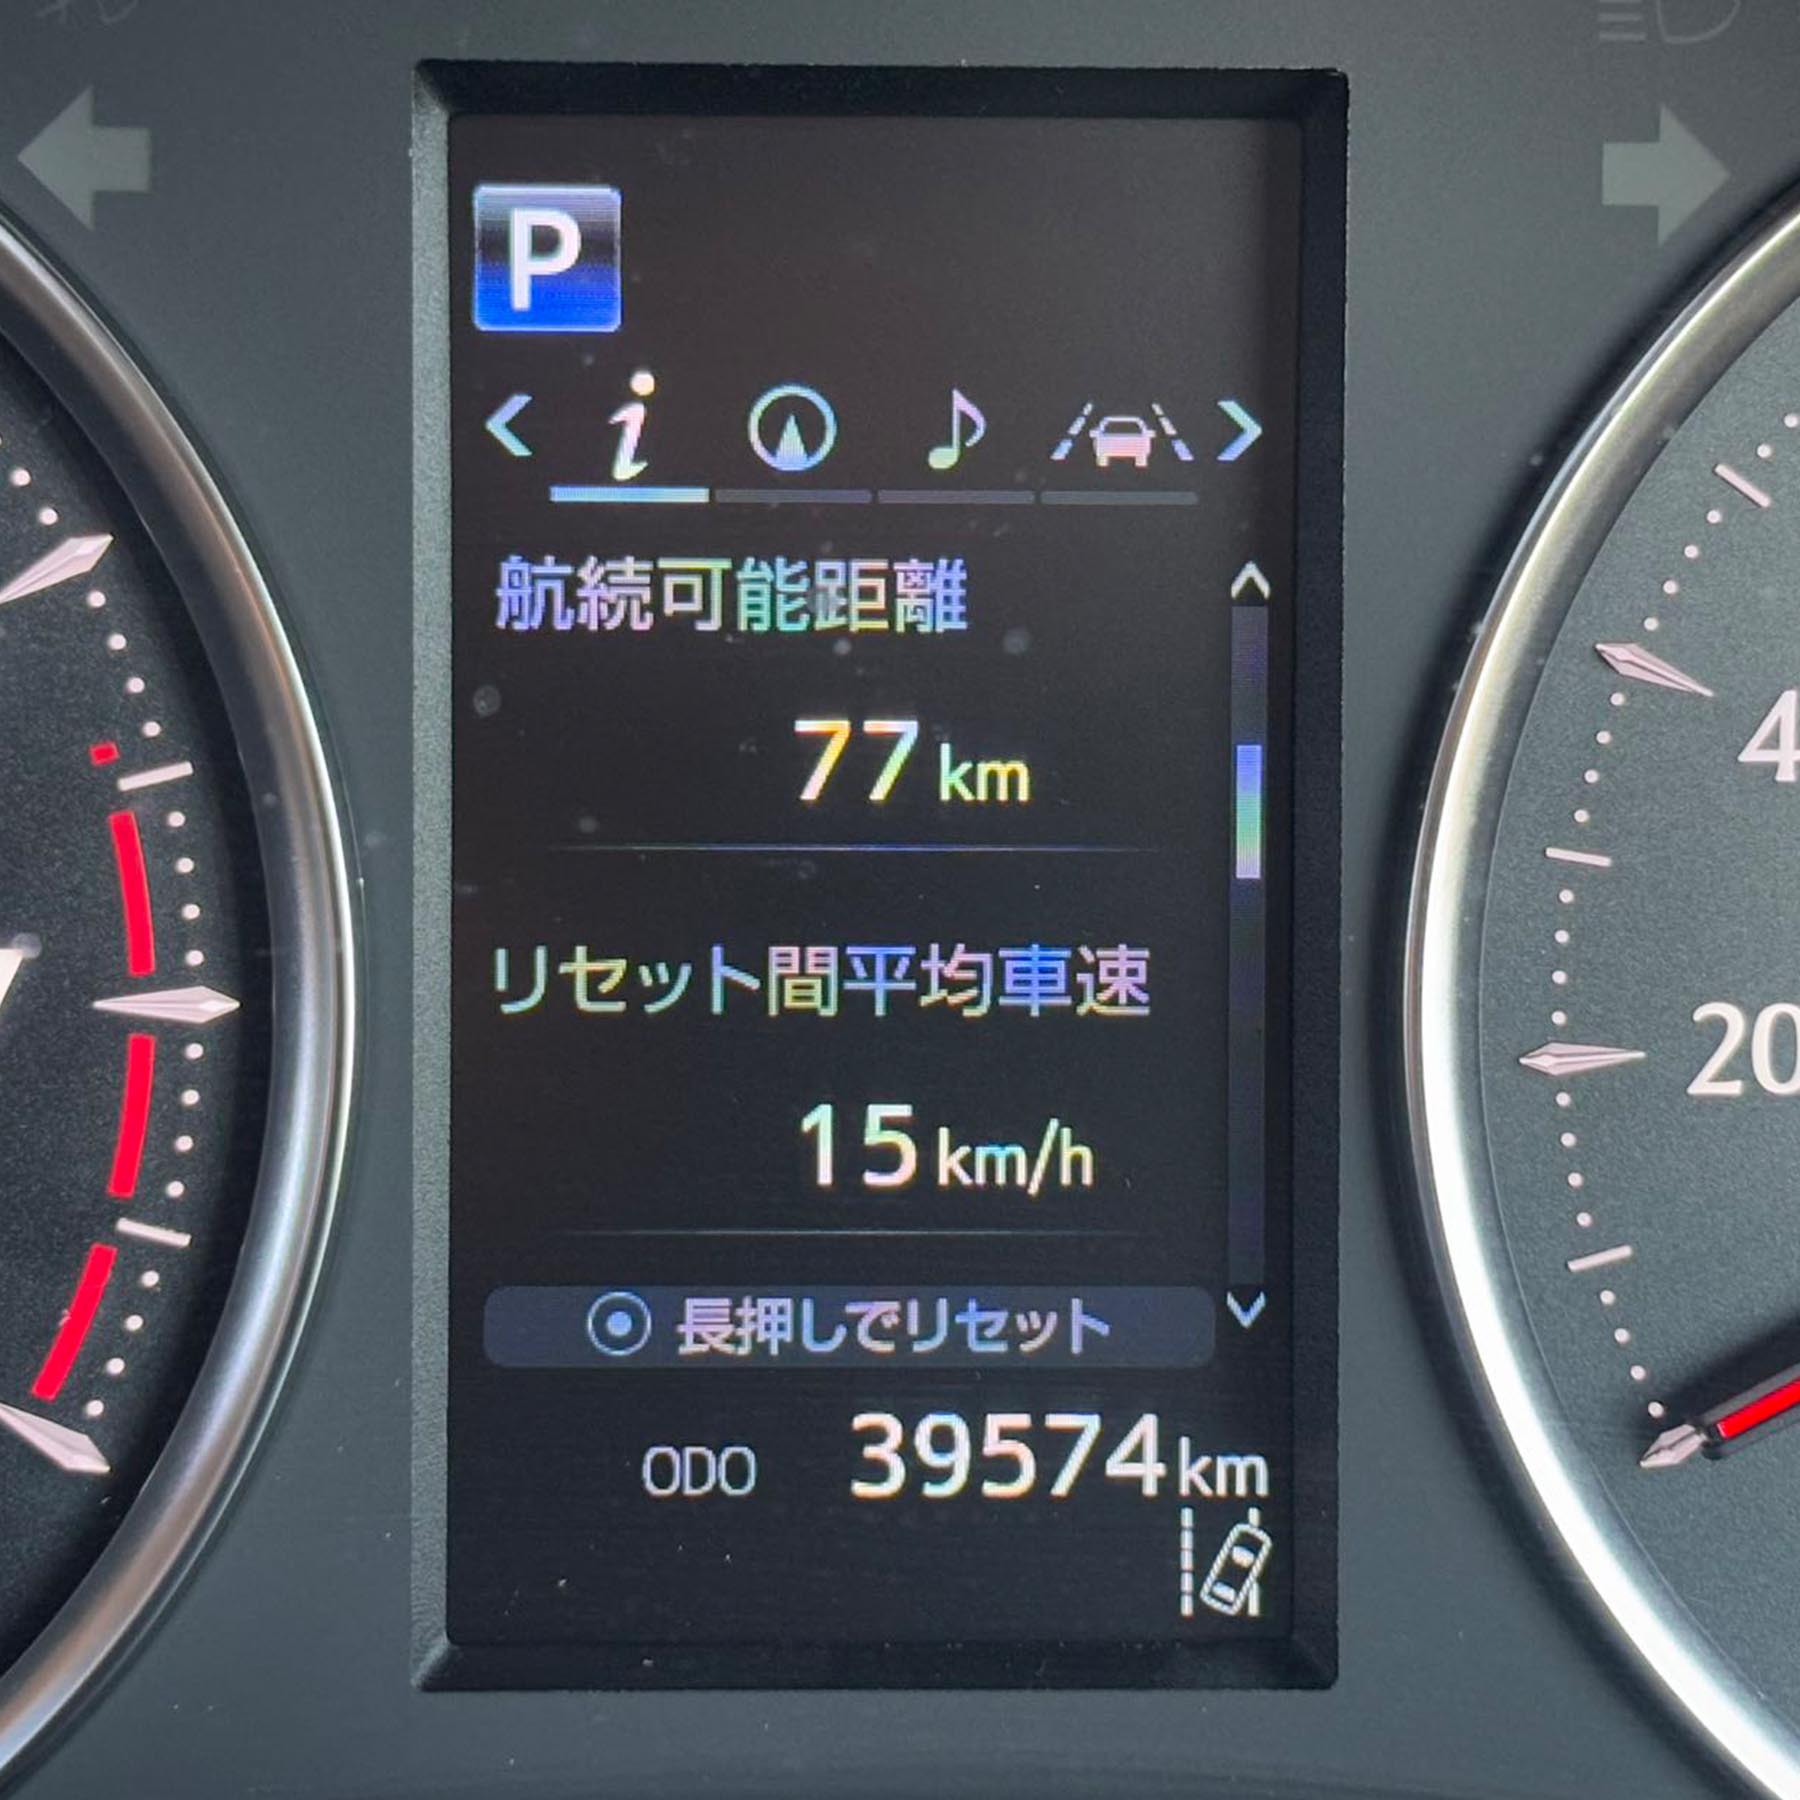 P
航続可能距離
77 km
リセット間平均車速
15 km/h
長押しでリセット
ODO 39574 km
20